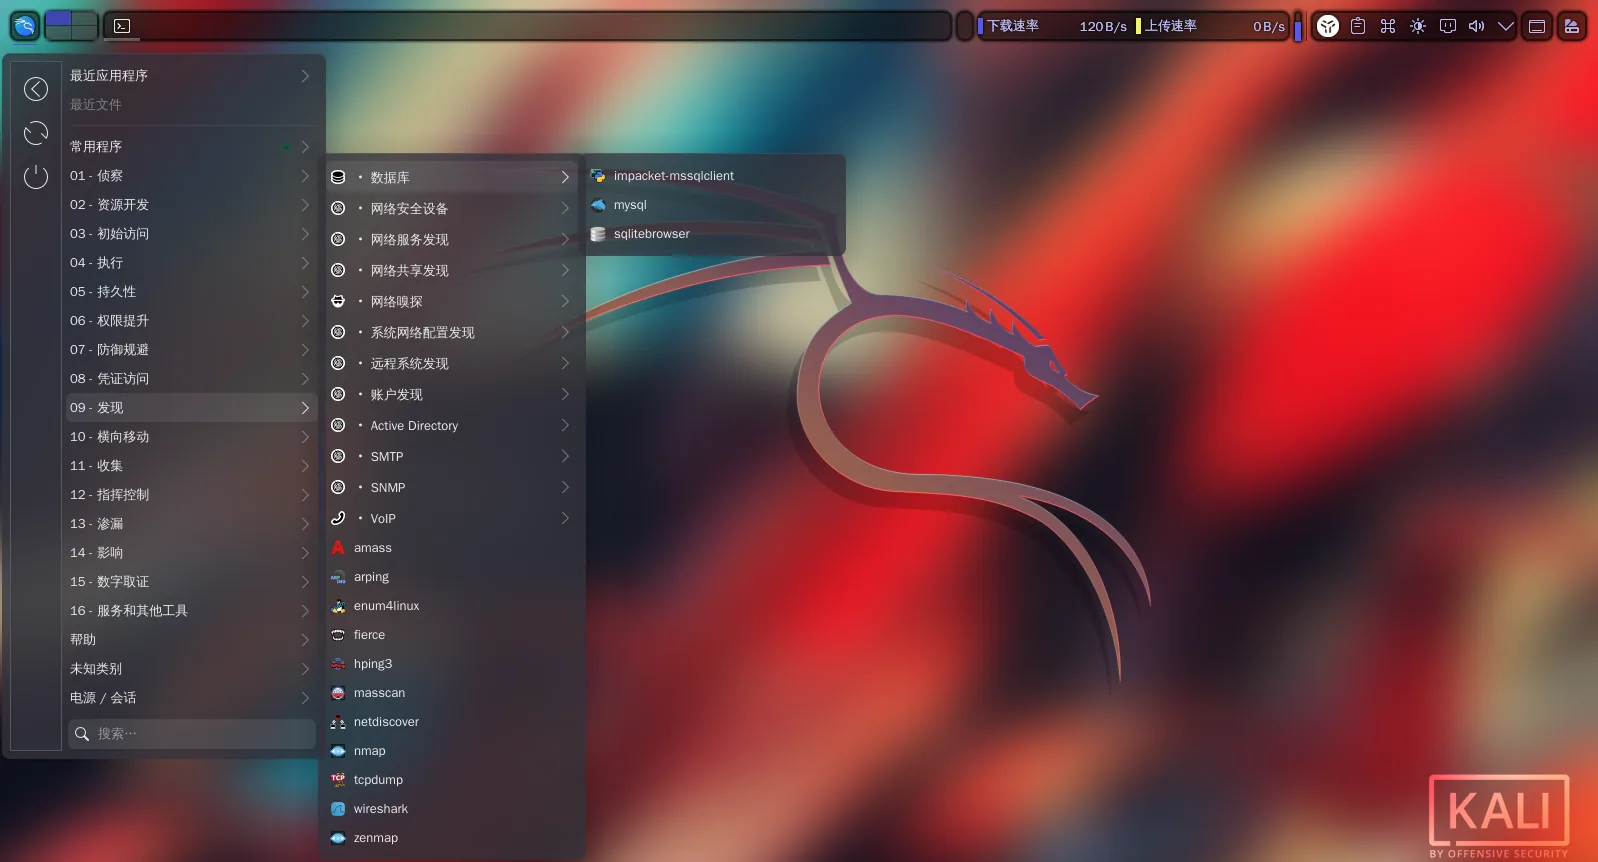 下载速率 120 B/s 上传速率 0 B/s
最近应用程序
最近文件
常用程序
01 - 侦察
02 - 资源开发
03 - 初始访问
04 - 执行
05 - 持久性
06 - 权限提升
07 - 防御规避
08 - 凭证访问
09 - 发现
10 - 横向移动
11 - 收集
12 - 指挥控制
13 - 渗漏
14 - 影响
15 - 数字取证
16 - 服务和其他工具
帮助
未知类别
电源 / 会话
搜索…
• 数据库
• 网络安全设备
• 网络服务发现
• 网络共享发现
• 网络嗅探
• 系统网络配置发现
• 远程系统发现
• 账户发现
• Active Directory
• SMTP
• SNMP
• VoIP
amass
arping
enum4linux
fierce
hping3
masscan
netdiscover
nmap
tcpdump
wireshark
zenmap
impacket-mssqlclient
mysql
sqlitebrowser
KALI
BY OFFENSIVE SECURITY